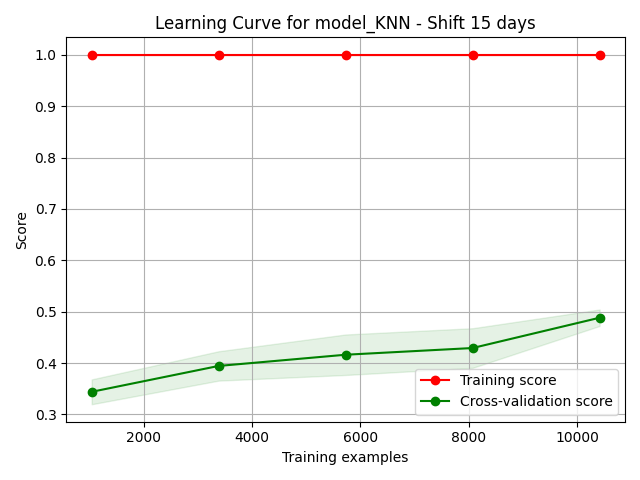 Learning Curve for model_KNN - Shift 15 days
1.0
0.9
0.8
0.7
0.6
0.5
0.4
0.3
Score
2000 4000 6000 8000 10000
Training examples
Training score
Cross-validation score